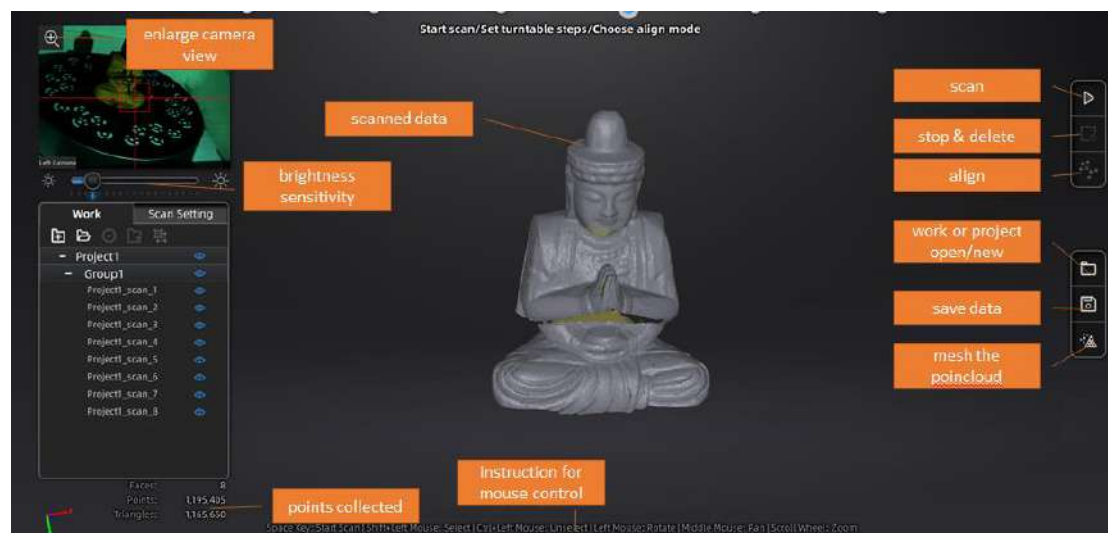 Start scan/Set turntable steps/Choose align mode
enlarge camera
view
Left Camera
scanned data
brightness
sensitivity
Work
Scan Setting
Project1
Group1
Project1_scan_1
Project1_scan_2
Project1_scan_3
Project1_scan_4
Project1_scan_5
Project1_scan_6
Project1_scan_7
Project1_scan_8
Faces: 8
Points: 1,195,405
Triangles: 1,165,650
points collected
Instruction for
mouse control
Space Key: Start Scan | Shift+Left Mouse: Select | Ctrl+Left Mouse: Unselect | Left Mouse: Rotate | Middle Mouse: Pan | Scroll Wheel: Zoom
scan
stop & delete
align
work or project
open/new
save data
mesh the
poincloud